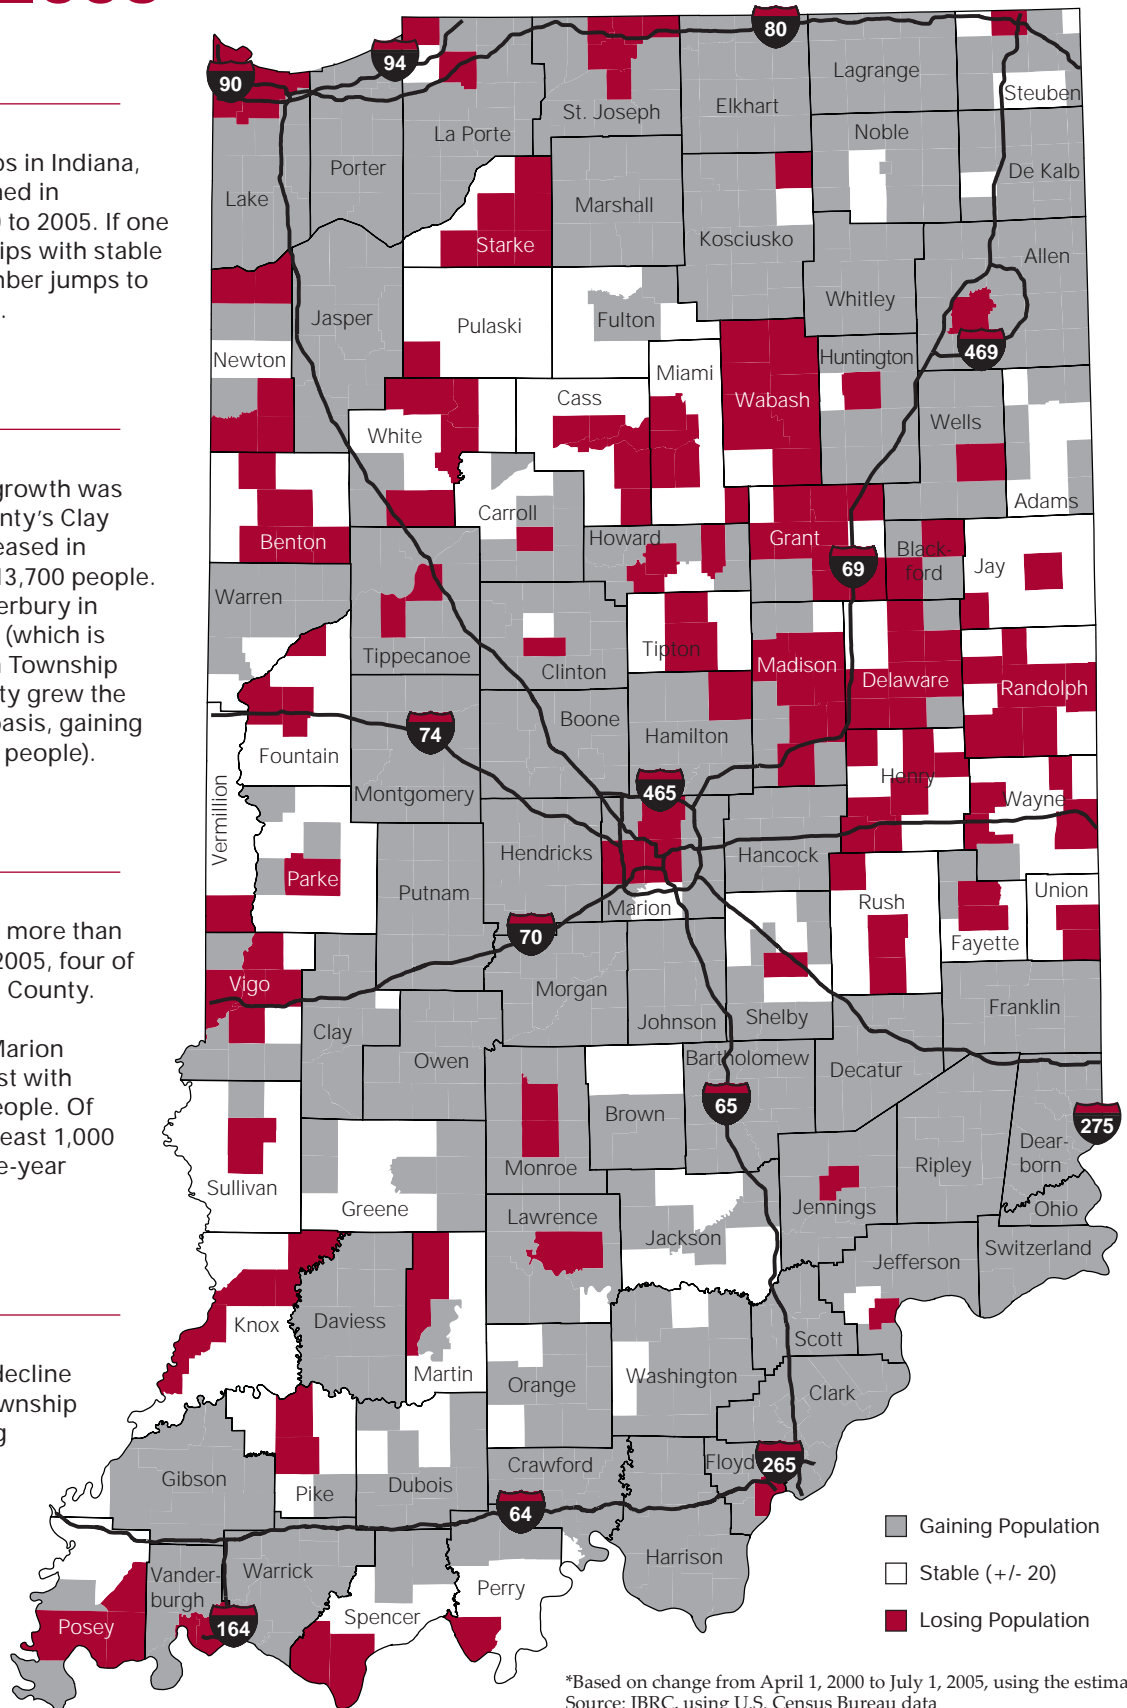 ps in Indiana,
ned in
to 2005. If one
ips with stable
mber jumps to
.
growth was
nty's Clay
eased in
13,700 people.
erbury in
(which is
Township
ty grew the
basis, gaining
people).
more than
2005, four of
County.
Marion
st with
eople. Of
east 1,000
e-year
decline
wnship
g
80
94
90
Lagrange
Steuben
St. Joseph
Elkhart
La Porte
Noble
Porter
De Kalb
Lake
Marshall
Starke
Kosciusko
Allen
Whitley
Jasper
Pulaski
Fulton
469
Newton
Huntington
Miami
Cass
Wabash
White
Wells
Adams
Carroll
Benton
Howard
Grant
Black-
ford
69
Jay
Warren
Tippecanoe
Clinton
Tipton
Madison
Delaware
Randolph
Boone
Hamilton
74
Fountain
Henry
465
Montgomery
Wayne
Vermillion
Hendricks
Hancock
Parke
Putnam
Marion
Rush
Union
70
Fayette
Vigo
Morgan
Franklin
Clay
Johnson
Shelby
Owen
Bartholomew
Decatur
65
Brown
275
Dear-
born
Monroe
Ripley
Sullivan
Greene
Jennings
Ohio
Lawrence
Jackson
Switzerland
Jefferson
Knox
Daviess
Scott
Martin
Orange
Washington
Clark
Gibson
Pike
Dubois
Crawford
Floyd
265
64
Harrison
Vander-
burgh
Warrick
Perry
Spencer
Posey
164
Gaining Population
Stable (+/- 20)
Losing Population
*Based on change from April 1, 2000 to July 1, 2005, using the estima
Source: IBRC, using U.S. Census Bureau data